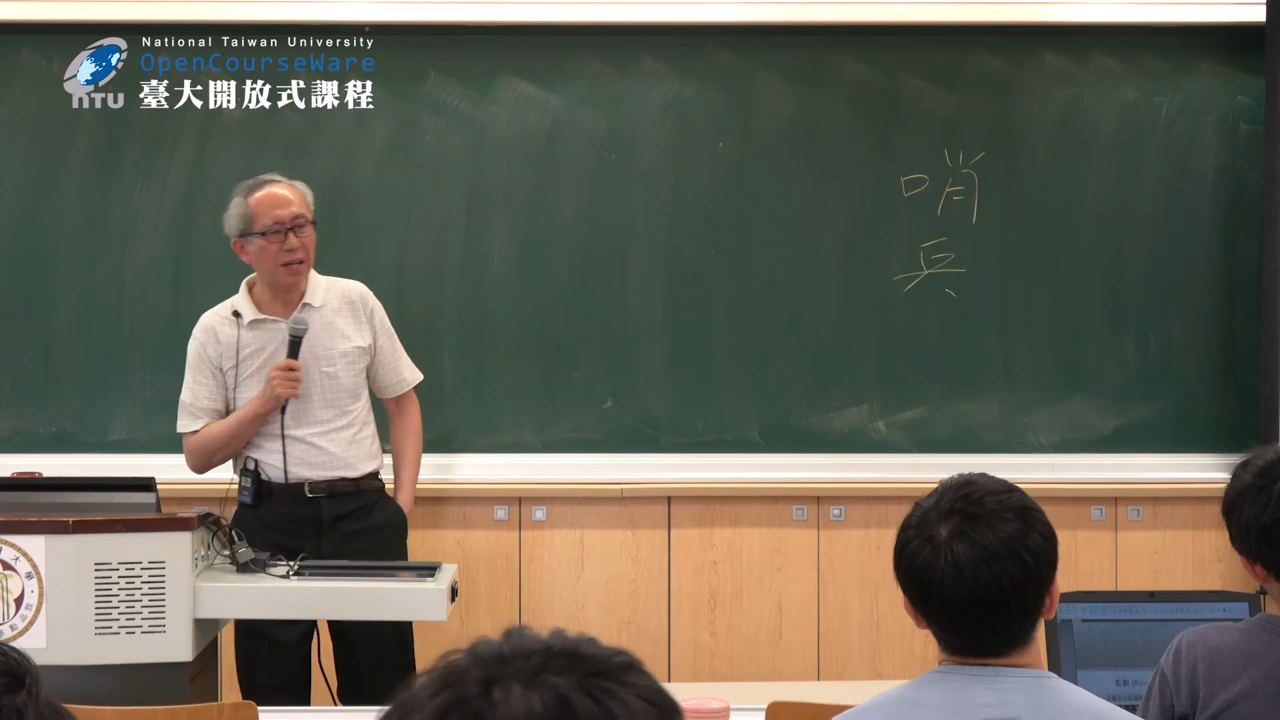 National Taiwan University
OpenCourseWare
臺大開放式課程
NTU
哨
兵